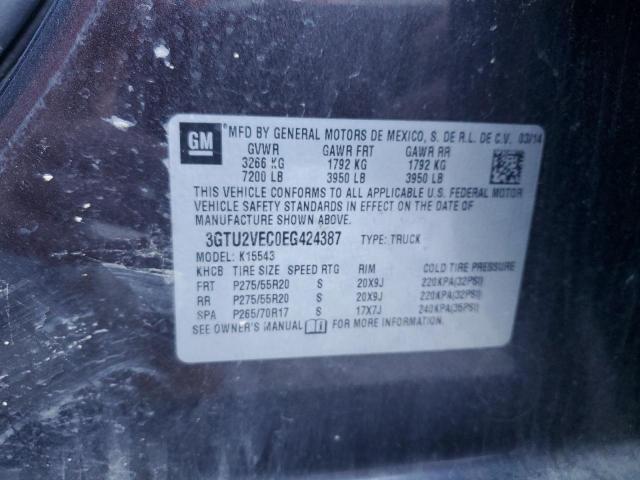 GM
MFD BY GENERAL MOTORS DE MEXICO, S. DE R.L. DE C.V. 03/14
GVWR GAWR FRT GAWR RR
3266 KG 1792 KG 1792 KG
7200 LB 3950 LB 3950 LB
THIS VEHICLE CONFORMS TO ALL APPLICABLE U.S. FEDERAL MOTOR
VEHICLE SAFETY STANDARDS IN EFFECT ON THE DATE OF
MANUFACTURE SHOWN ABOVE.
3GTU2VEC0EG424387 TYPE: TRUCK
MODEL: K15543
KHCB TIRE SIZE SPEED RTG RIM COLD TIRE PRESSURE
FRT P275/55R20 S 20X9J 220KPA(32PSI)
RR P275/55R20 S 20X9J 220KPA(32PSI)
SPA P265/70R17 S 17X7J 240KPA(35PSI)
SEE OWNER'S MANUAL FOR MORE INFORMATION.